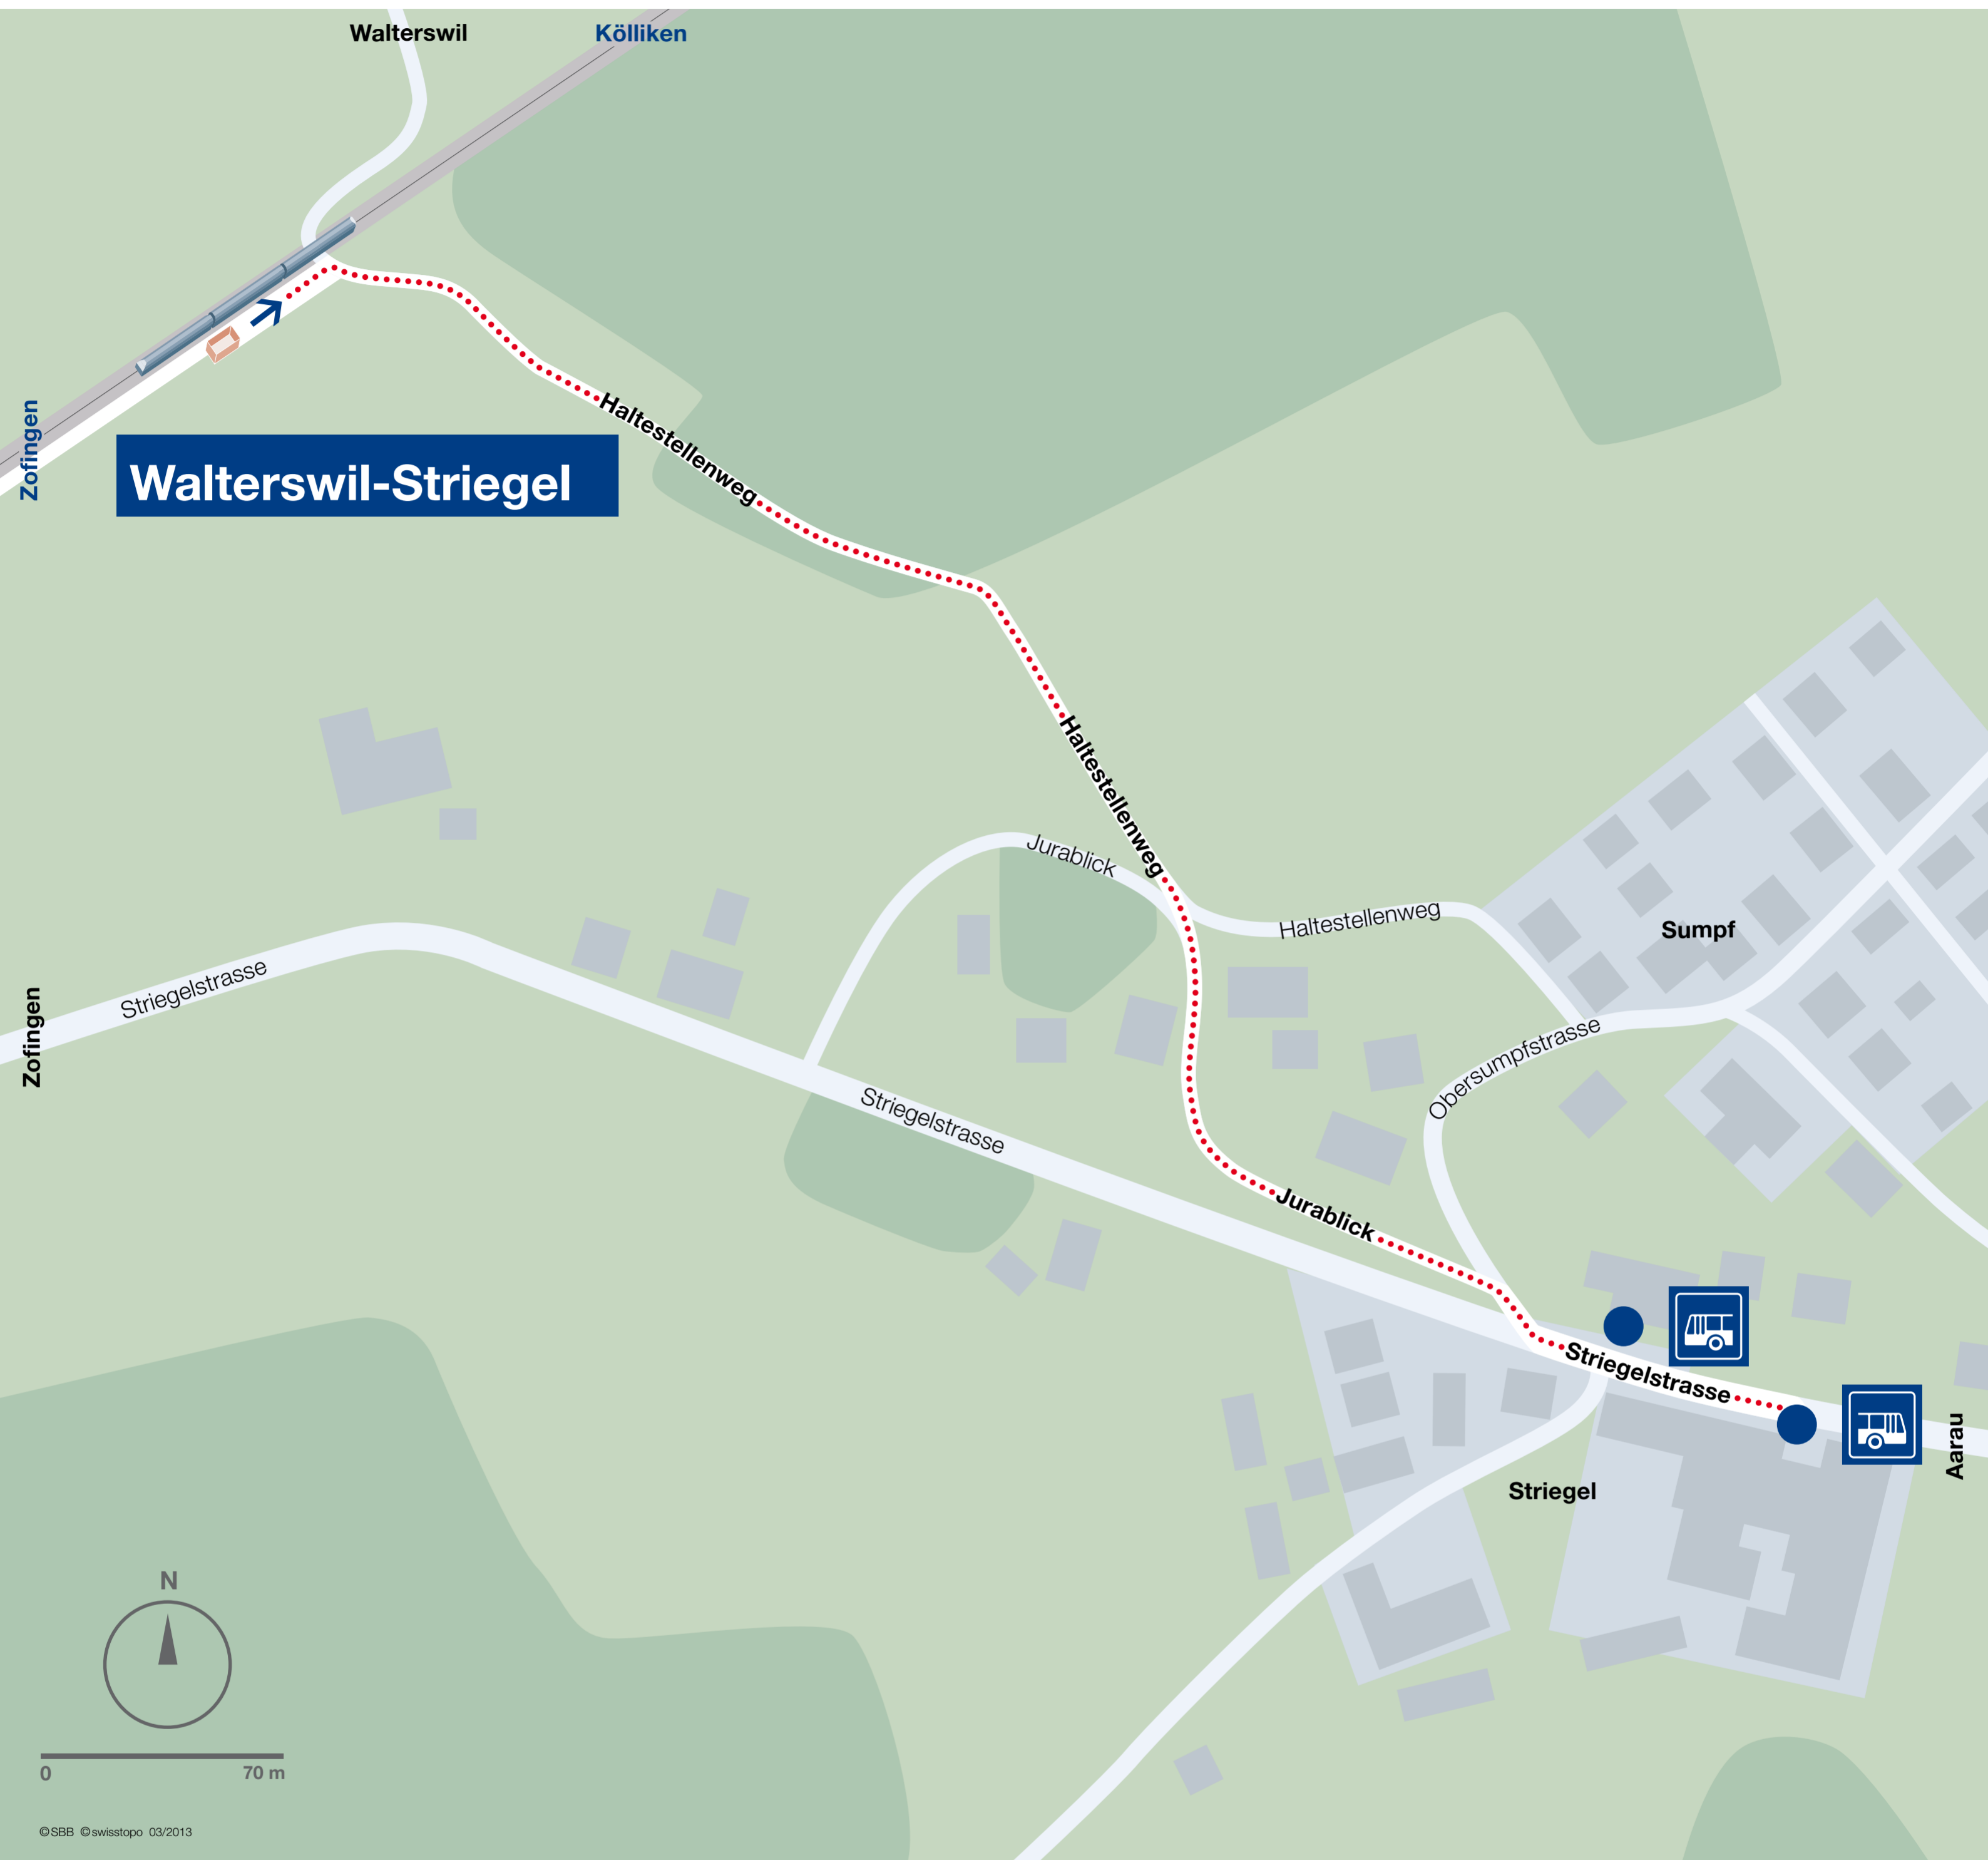 Walterswil
Kölliken
Zofingen
Walterswil-Striegel
Haltestellenweg
Haltestellenweg
Jurablick
Haltestellenweg
Sumpf
Striegelstrasse
Zofingen
Obersumpfstrasse
Striegelstrasse
Jurablick
Striegelstrasse
Aarau
Striegel
N
0 70 m
©SBB ©swisstopo 03/2013